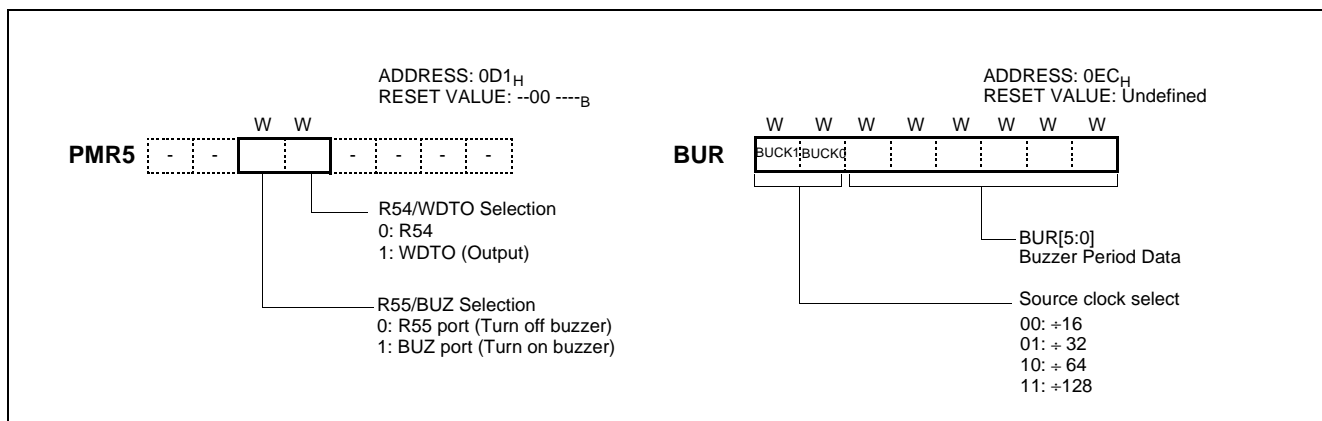 ADDRESS: 0D1H
RESET VALUE: --00 ----B
W W
PMR5 - - - - - -
R54/WDTO Selection
0: R54
1: WDTO (Output)
R55/BUZ Selection
0: R55 port (Turn off buzzer)
1: BUZ port (Turn on buzzer)
ADDRESS: 0ECH
RESET VALUE: Undefined
W W W W W W W W
BUR BUCK1 BUCK0
BUR[5:0]
Buzzer Period Data
Source clock select
00: ÷16
01: ÷ 32
10: ÷ 64
11: ÷128